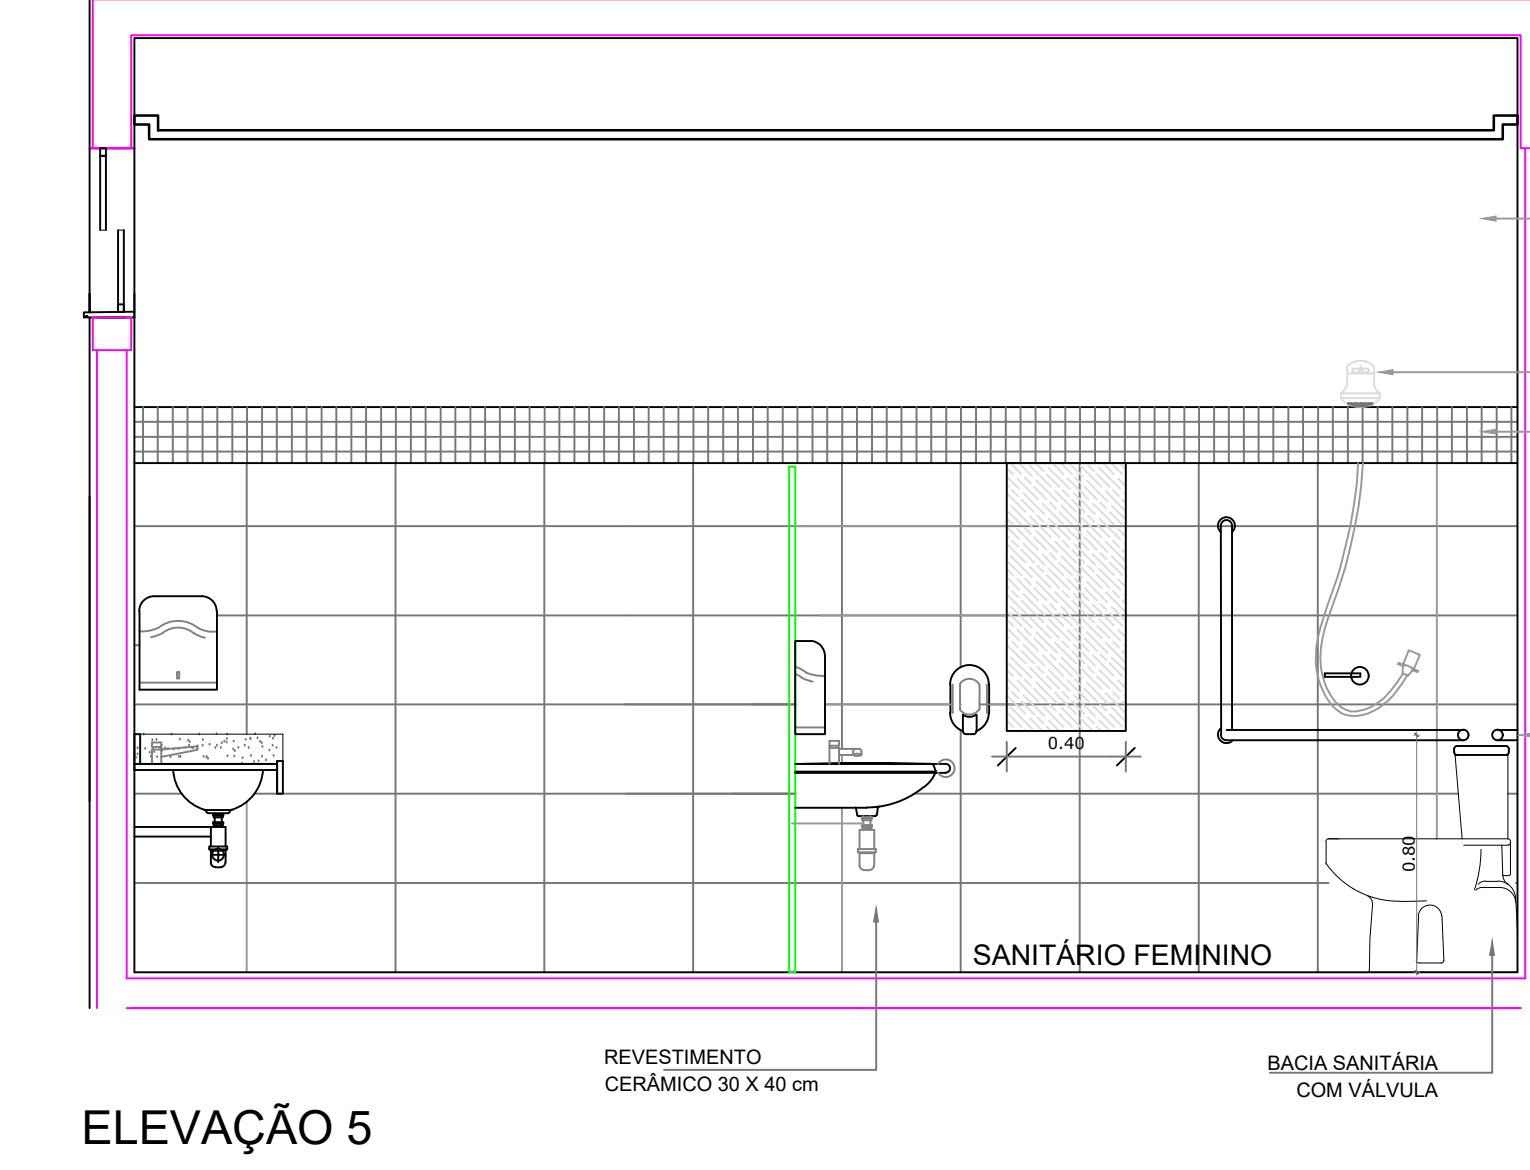 0.40
0.80
SANITÁRIO FEMININO
REVESTIMENTO
CERÂMICO 30 X 40 cm
BACIA SANITÁRIA
COM VÁLVULA
ELEVAÇÃO 5